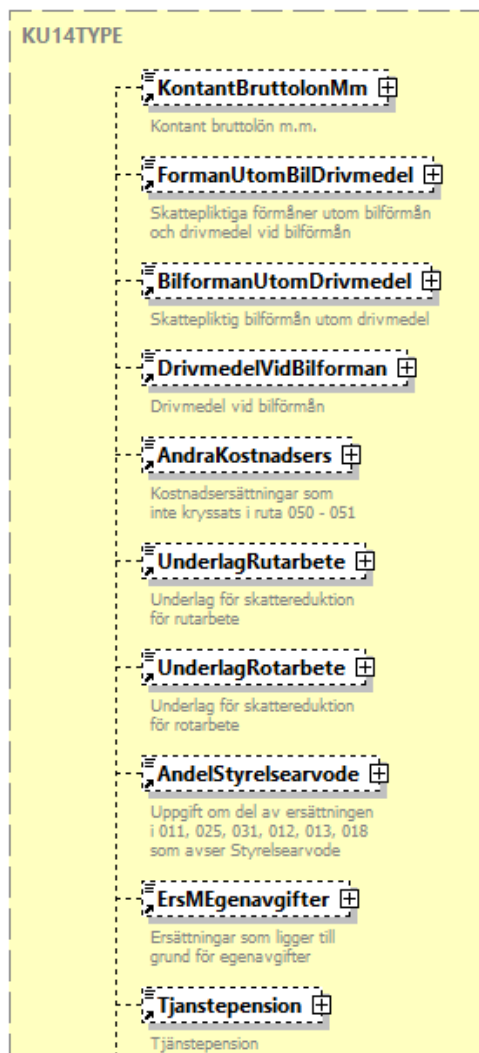 KU14TYPE
KontantBruttolonMm
Kontant bruttolön m.m.
FormanUtomBilDrivmedel
Skattepliktiga förmåner utom bilförmån
och drivmedel vid bilförmån
BilformanUtomDrivmedel
Skattepliktig bilförmån utom drivmedel
DrivmedelVidBilforman
Drivmedel vid bilförmån
AndraKostnadsers
Kostnadsersättningar som
inte kryssats i ruta 050 - 051
UnderlagRutarbete
Underlag för skattereduktion
för rutarbete
UnderlagRotarbete
Underlag för skattereduktion
för rotarbete
AndelStyrelsearvode
Uppgift om del av ersättningen
i 011, 025, 031, 012, 013, 018
som avser Styrelsearvode
ErsMEgenavgifter
Ersättningar som ligger till
grund för egenavgifter
Tjanstepension
Tjänstepension